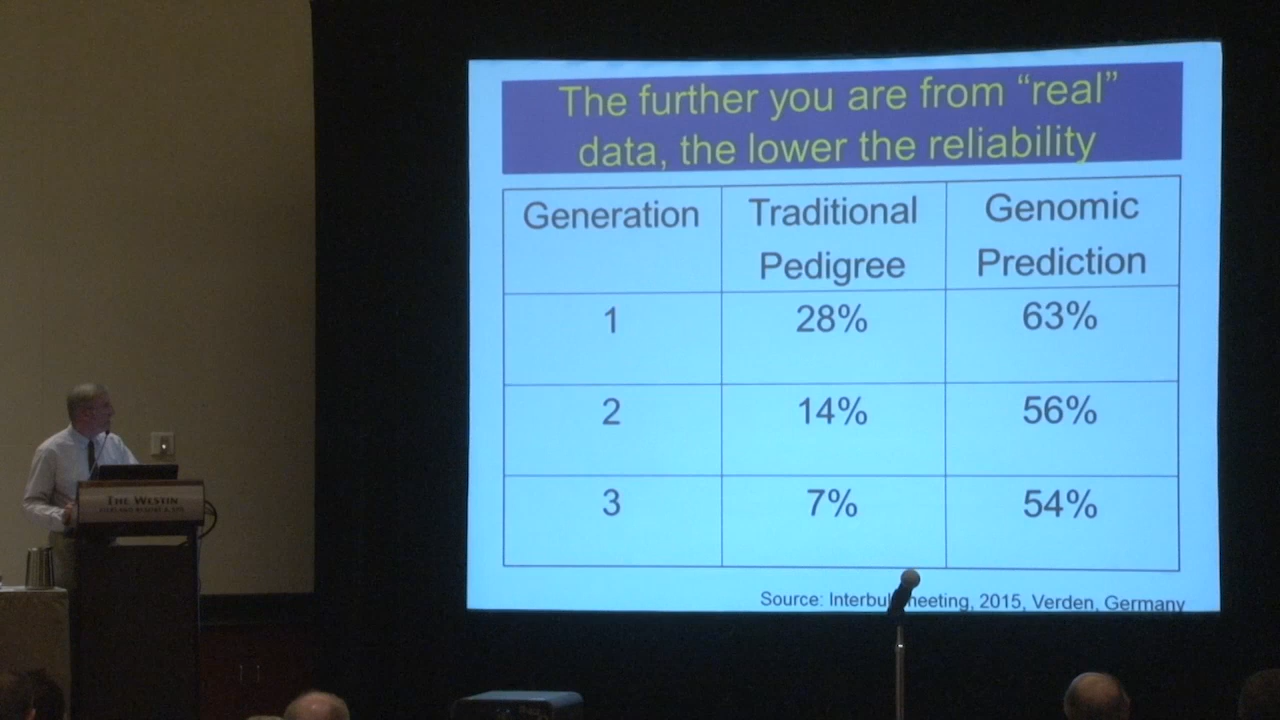 The further you are from “real”
data, the lower the reliability
Generation
Traditional
Pedigree
Genomic
Prediction
1
28%
63%
2
14%
56%
3
7%
54%
Source: Interbul meeting, 2015, Verden, Germany
THE WESTIN